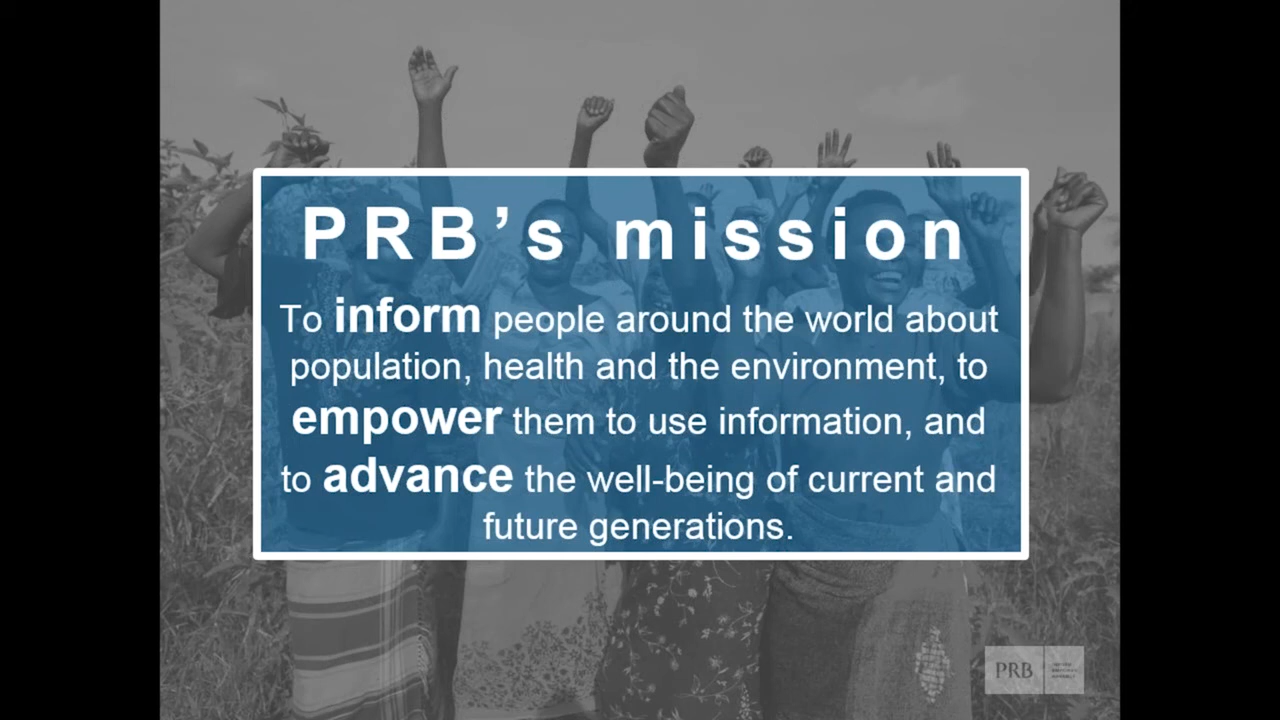 PRB’s mission
To inform people around the world about
population, health and the environment, to
empower them to use information, and
to advance the well-being of current and
future generations.
PRB